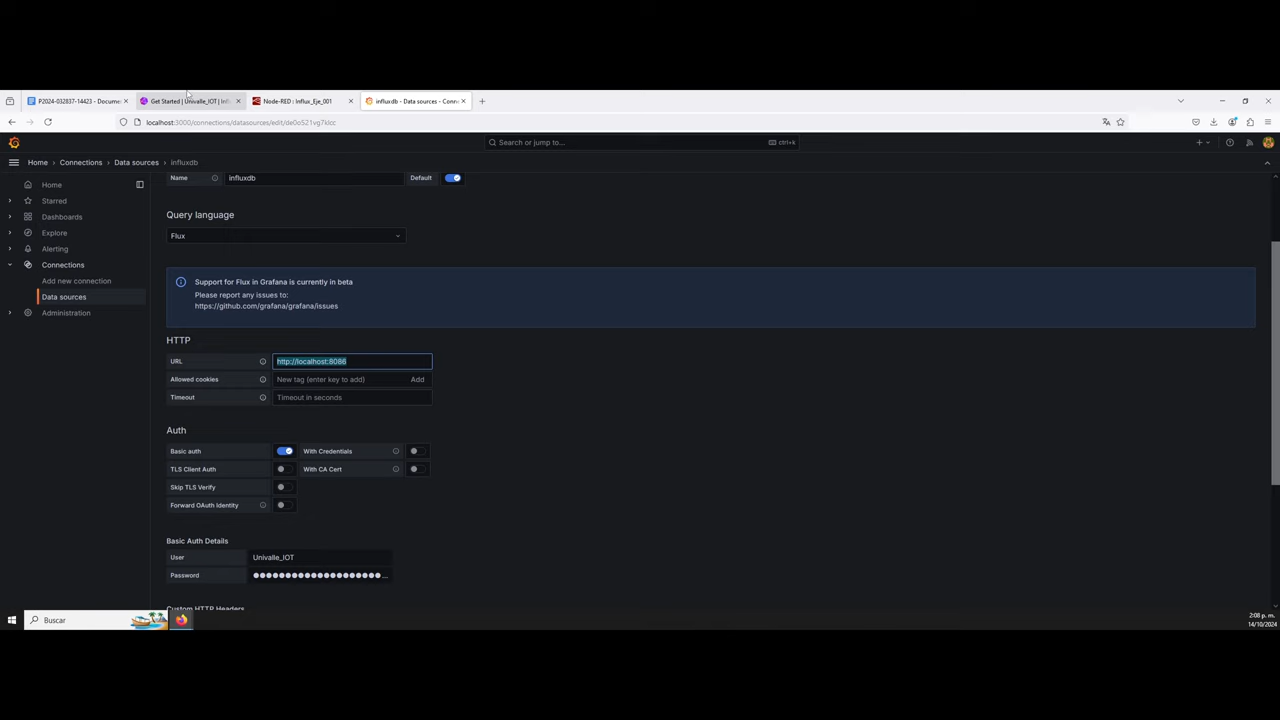 P2024-032837-14423 - Docume
Get Started | Univalle_IOT | Infl
Node-RED : Influx_Eje_001
influxdb - Data sources - Conn
localhost:3000/connections/datasources/edit/
Search or jump to...
ctrl+k
Home > Connections > Data sources > influxdb
Home
Starred
Dashboards
Explore
Alerting
Connections
Add new connection
Data sources
Administration
Name
influxdb
Default
Query language
Flux
Support for Flux in Grafana is currently in beta
Please report any issues to:
https://github.com/grafana/grafana/issues
HTTP
URL
http://localhost:8086
Allowed cookies
New tag (enter key to add)
Add
Timeout
Timeout in seconds
Auth
Basic auth
With Credentials
TLS Client Auth
With CA Cert
Skip TLS Verify
Forward OAuth Identity
Basic Auth Details
User
Univalle_IOT
Password
Custom HTTP Headers
Buscar
2:08 p. m.
14/10/2024